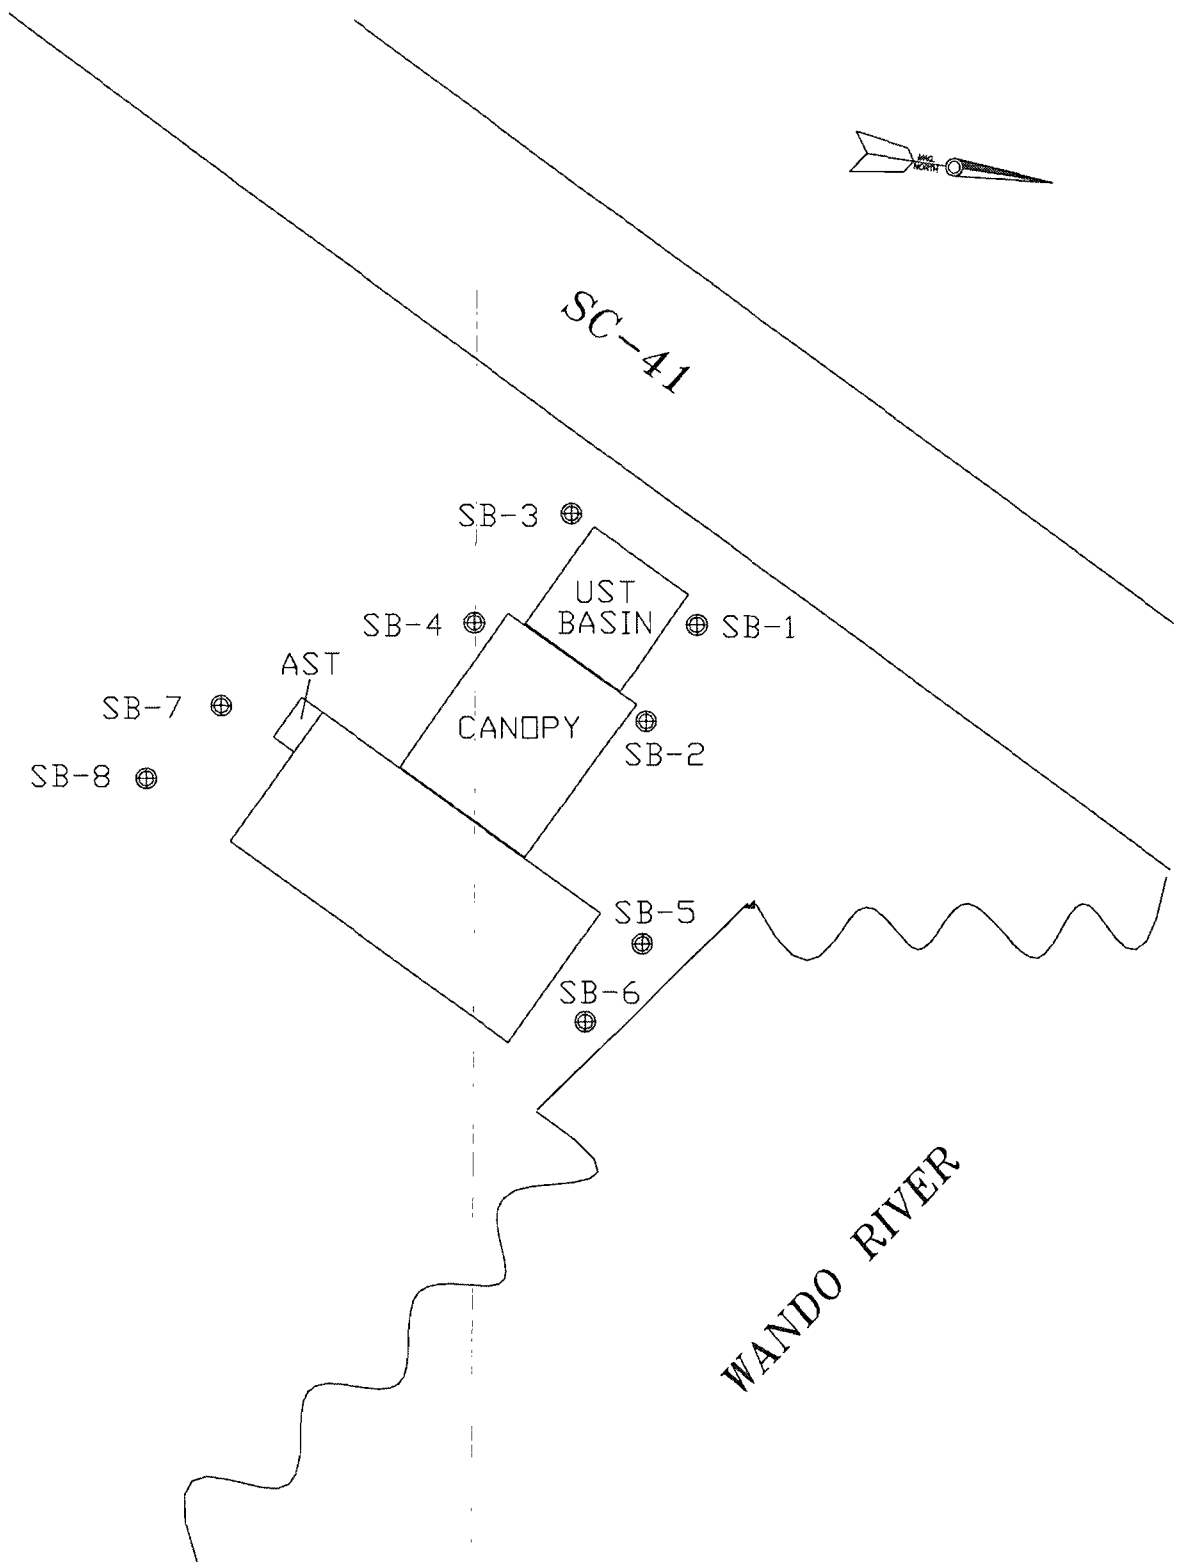 MAG.
NORTH
SC-41
SB-3
UST
BASIN
SB-4
SB-1
AST
SB-7
CANOPY
SB-2
SB-8
SB-5
SB-6
WANDO RIVER